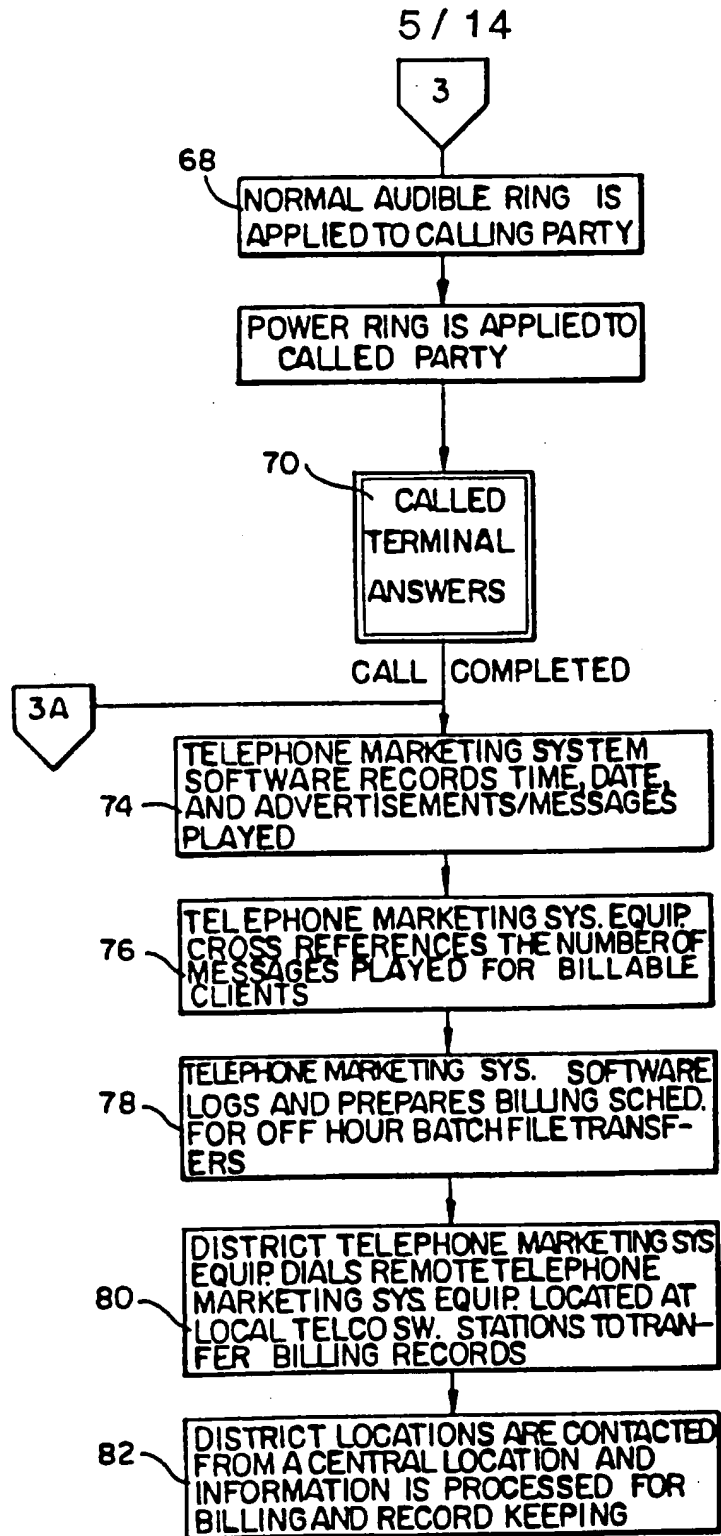 5 / 14
3
68
NORMAL AUDIBLE RING IS
APPLIED TO CALLING PARTY
POWER RING IS APPLIED TO
CALLED PARTY
70
CALLED
TERMINAL
ANSWERS
CALL COMPLETED
3A
74
TELEPHONE MARKETING SYSTEM
SOFTWARE RECORDS TIME, DATE,
AND ADVERTISEMENTS/MESSAGES
PLAYED
76
TELEPHONE MARKETING SYS. EQUIP.
CROSS REFERENCES THE NUMBER OF
MESSAGES PLAYED FOR BILLABLE
CLIENTS
78
TELEPHONE MARKETING SYS. SOFTWARE
LOGS AND PREPARES BILLING SCHED.
FOR OFF HOUR BATCH FILE TRANSF-
ERS
80
DISTRICT TELEPHONE MARKETING SYS
EQUIP. DIALS REMOTE TELEPHONE
MARKETING SYS. EQUIP. LOCATED AT
LOCAL TELCO SW. STATIONS TO TRAN-
FER BILLING RECORDS
82
DISTRICT LOCATIONS ARE CONTACTED
FROM A CENTRAL LOCATION AND
INFORMATION IS PROCESSED FOR
BILLING AND RECORD KEEPING